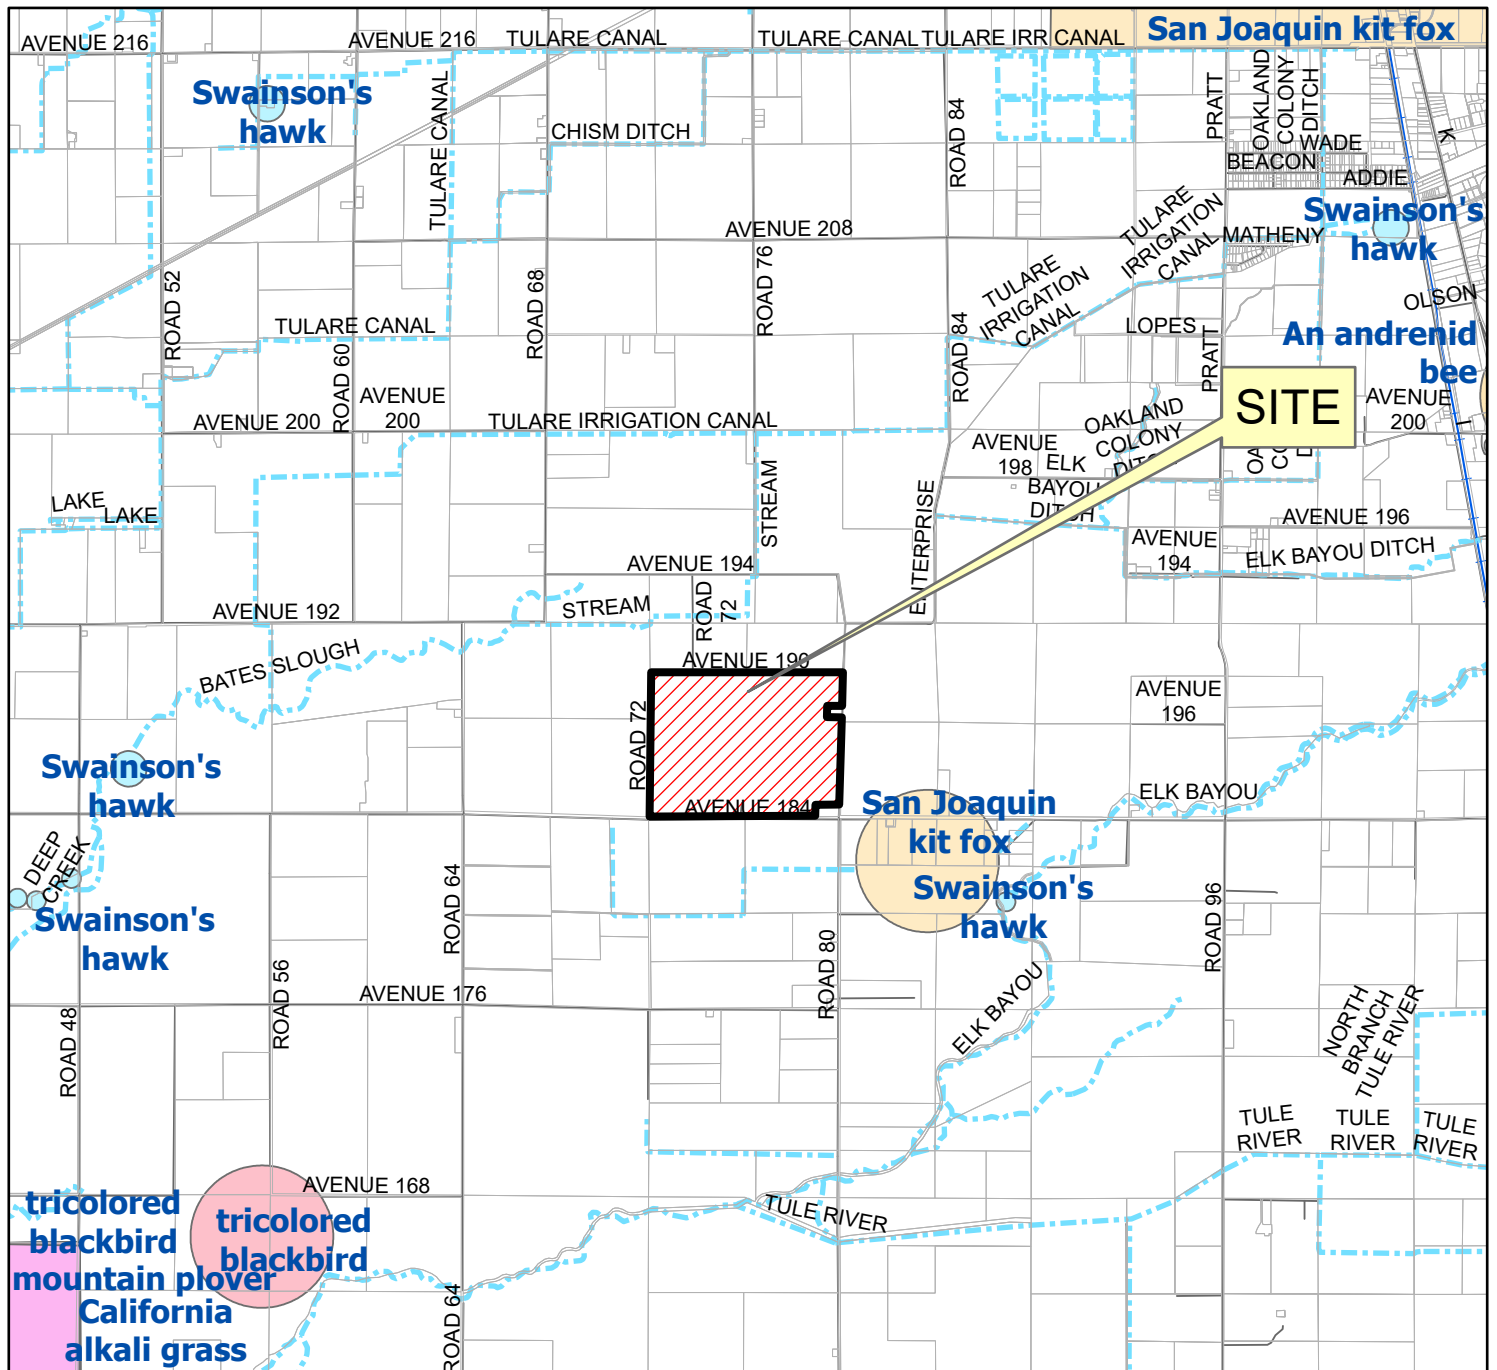 San Joaquin kit fox
AVENUE 216
AVENUE 216
TULARE CANAL
TULARE CANAL
TULARE IRR CANAL
Swainson's
hawk
TULARE CANAL
CHISM DITCH
ROAD 84
PRATT
OAKLAND
COLONY
DITCH
K
WADE
BEACON
ADDIE
Swainson's
hawk
AVENUE 208
TULARE
IRRIGATION
CANAL
MATHENY
ROAD 52
ROAD 68
ROAD 76
TULARE
IRRIGATION
CANAL
OLSON
TULARE CANAL
ROAD 60
ROAD 84
LOPES
PRATT
An andrenid
bee
SITE
AVENUE 200
AVENUE
200
TULARE IRRIGATION CANAL
OAKLAND
COLONY
AVENUE
200
AVENUE
198
ELK
BAYOU
DITCH
LAKE
LAKE
STREAM
ENTERPRISE
AVENUE 196
AVENUE
194
ELK BAYOU DITCH
AVENUE 194
AVENUE 192
STREAM
ROAD
72
BATES SLOUGH
AVENUE 190
ROAD 72
AVENUE
196
Swainson's
hawk
AVENUE 184
San Joaquin
kit fox
ELK BAYOU
DEEP
CREEK
Swainson's
hawk
Swainson's
hawk
ROAD 64
ROAD 96
ROAD 56
ROAD 80
AVENUE 176
ROAD 48
ELK BAYOU
NORTH
BRANCH
TULE RIVER
TULE
RIVER
TULE
RIVER
TULE
RIVER
AVENUE 168
tricolored
blackbird
tricolored
blackbird
TULE RIVER
mountain plover
California
alkali grass
ROAD 64